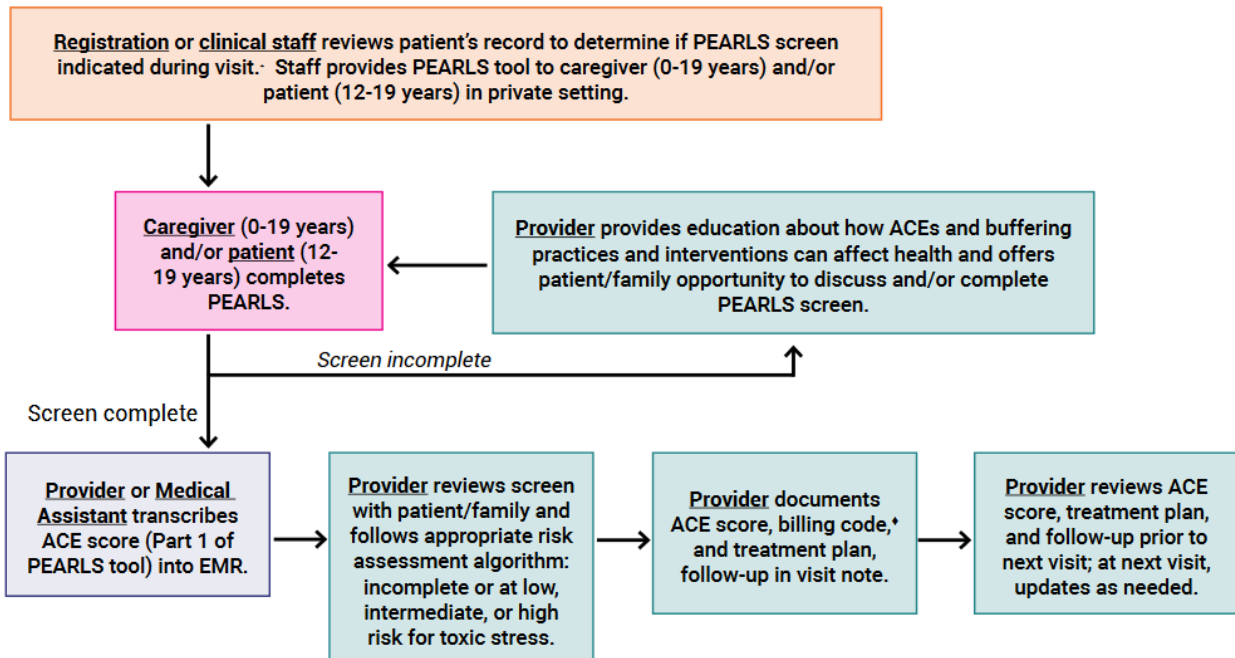 Registration or clinical staff reviews patient's record to determine if PEARLS screen
indicated during visit.- Staff provides PEARLS tool to caregiver (0-19 years) and/or
patient (12-19 years) in private setting.
Caregiver (0-19 years)
and/or patient (12-
19 years) completes
PEARLS.
Provider provides education about how ACEs and buffering
practices and interventions can affect health and offers
patient/family opportunity to discuss and/or complete
PEARLS screen.
Screen incomplete
Screen complete
Provider or Medical
Assistant transcribes
ACE score (Part 1 of
PEARLS tool) into EMR.
Provider reviews screen
with patient/family and
follows appropriate risk
assessment algorithm:
incomplete or at low,
intermediate, or high
risk for toxic stress.
Provider documents
ACE score, billing code,♦
and treatment plan,
follow-up in visit note.
Provider reviews ACE
score, treatment plan,
and follow-up prior to
next visit; at next visit,
updates as needed.